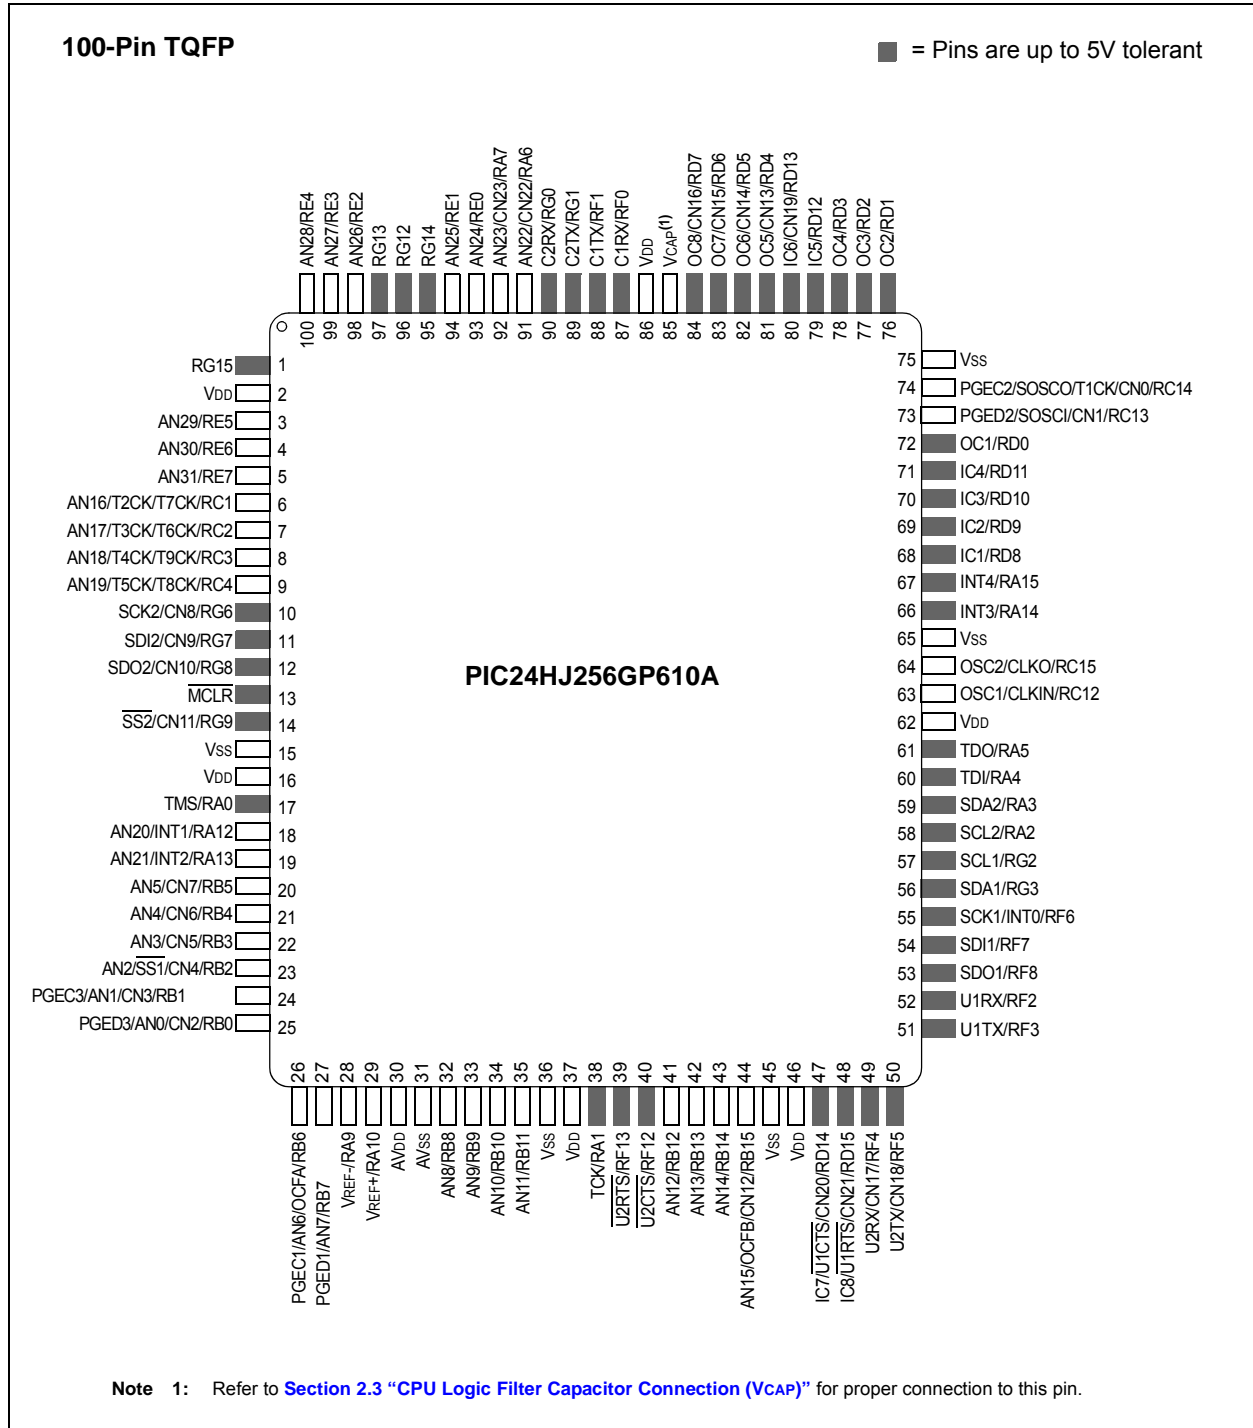 100-Pin TQFP
= Pins are up to 5V tolerant
AN28/RE4
AN27/RE3
AN26/RE2
RG13
RG12
RG14
AN25/RE1
AN24/RE0
AN23/CN23/RA7
AN22/CN22/RA6
C2RX/RG0
C2TX/RG1
C1TX/RF1
C1RX/RF0
VDD
VCAP(1)
OC8/CN16/RD7
OC7/CN15/RD6
OC6/CN14/RD5
OC5/CN13/RD4
IC6/CN19/RD13
IC5/RD12
OC4/RD3
OC3/RD2
OC2/RD1
100 99 98 97 96 95 94 93 92 91 90 89 88 87 86 85 84 83 82 81 80 79 78 77 76
RG15 1
VDD 2
AN29/RE5 3
AN30/RE6 4
AN31/RE7 5
AN16/T2CK/T7CK/RC1 6
AN17/T3CK/T6CK/RC2 7
AN18/T4CK/T9CK/RC3 8
AN19/T5CK/T8CK/RC4 9
SCK2/CN8/RG6 10
SDI2/CN9/RG7 11
SDO2/CN10/RG8 12
MCLR 13
SS2/CN11/RG9 14
VSS 15
VDD 16
TMS/RA0 17
AN20/INT1/RA12 18
AN21/INT2/RA13 19
AN5/CN7/RB5 20
AN4/CN6/RB4 21
AN3/CN5/RB3 22
AN2/SS1/CN4/RB2 23
PGEC3/AN1/CN3/RB1 24
PGED3/AN0/CN2/RB0 25
PIC24HJ256GP610A
75 VSS
74 PGEC2/SOSCO/T1CK/CN0/RC14
73 PGED2/SOSCI/CN1/RC13
72 OC1/RD0
71 IC4/RD11
70 IC3/RD10
69 IC2/RD9
68 IC1/RD8
67 INT4/RA15
66 INT3/RA14
65 VSS
64 OSC2/CLKO/RC15
63 OSC1/CLKIN/RC12
62 VDD
61 TDO/RA5
60 TDI/RA4
59 SDA2/RA3
58 SCL2/RA2
57 SCL1/RG2
56 SDA1/RG3
55 SCK1/INT0/RF6
54 SDI1/RF7
53 SDO1/RF8
52 U1RX/RF2
51 U1TX/RF3
26 27 28 29 30 31 32 33 34 35 36 37 38 39 40 41 42 43 44 45 46 47 48 49 50
PGEC1/AN6/OCFA/RB6
PGED1/AN7/RB7
VREF-/RA9
VREF+/RA10
AVDD
AVSS
AN8/RB8
AN9/RB9
AN10/RB10
AN11/RB11
VSS
VDD
TCK/RA1
U2RTS/RF13
U2CTS/RF12
AN12/RB12
AN13/RB13
AN14/RB14
AN15/OCFB/CN12/RB15
VSS
VDD
IC7/U1CTS/CN20/RD14
IC8/U1RTS/CN21/RD15
U2RX/CN17/RF4
U2TX/CN18/RF5
Note 1: Refer to Section 2.3 “CPU Logic Filter Capacitor Connection (VCAP)” for proper connection to this pin.